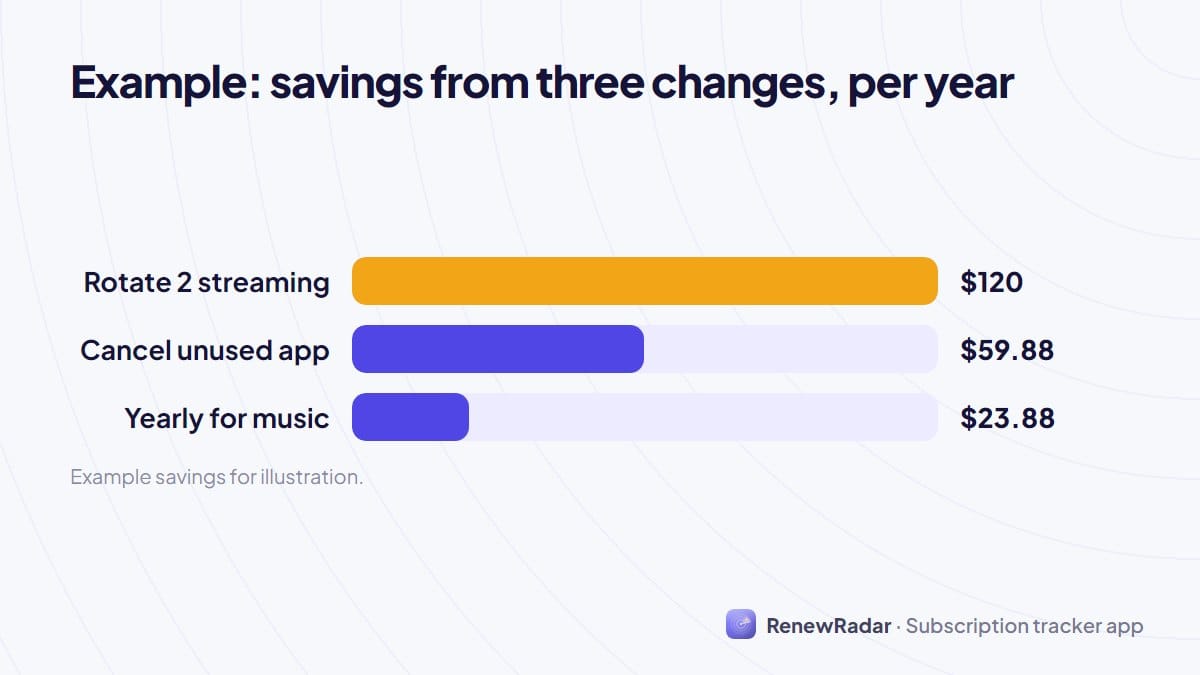 Example: savings from three changes, per year
Rotate 2 streaming $120
Cancel unused app $59.88
Yearly for music $23.88
Example savings for illustration.
RenewRadar · Subscription tracker app